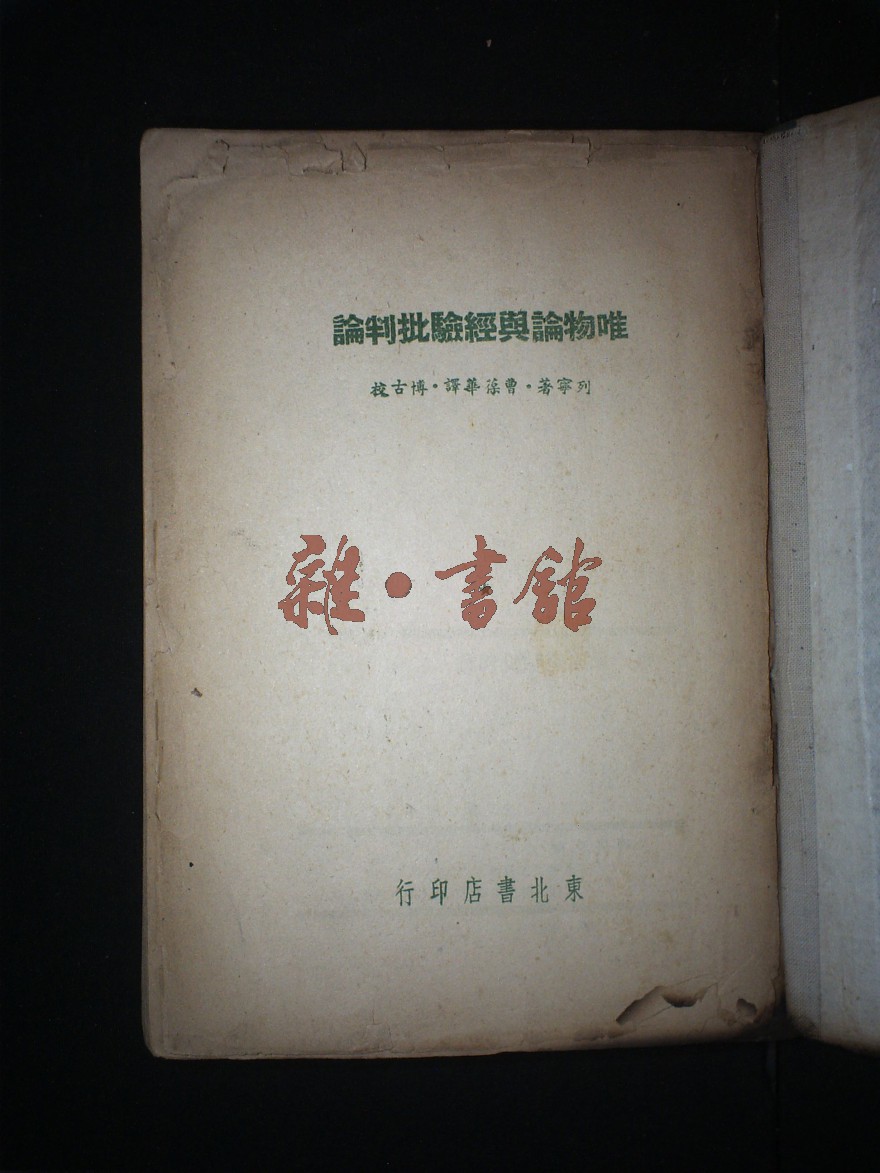 唯物論與經驗批判論
列寧著・曹葆華譯・博古校
雜・書館
東北書店印行